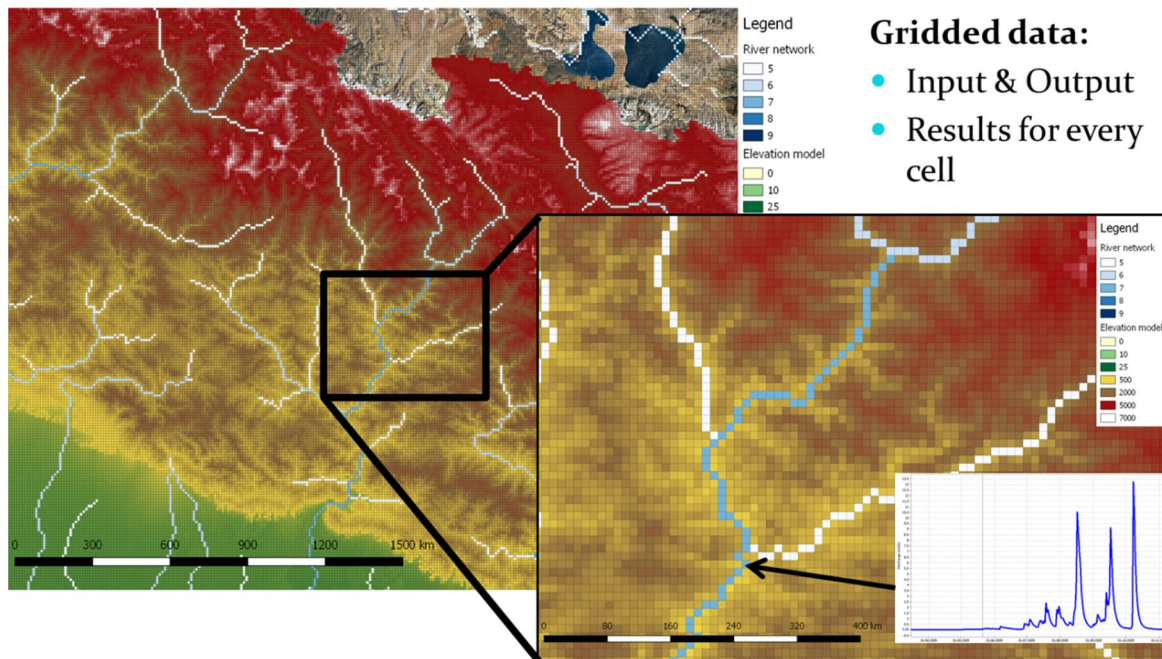 Gridded data:
Input & Output
Results for every
cell
Legend
River network
5
6
7
8
9
Elevation model
0
10
25
0 300 600 900 1200 1500 km
Legend
River network
5
6
7
8
9
Elevation model
0
10
25
500
2000
5000
7000
0 80 160 240 320 400 km